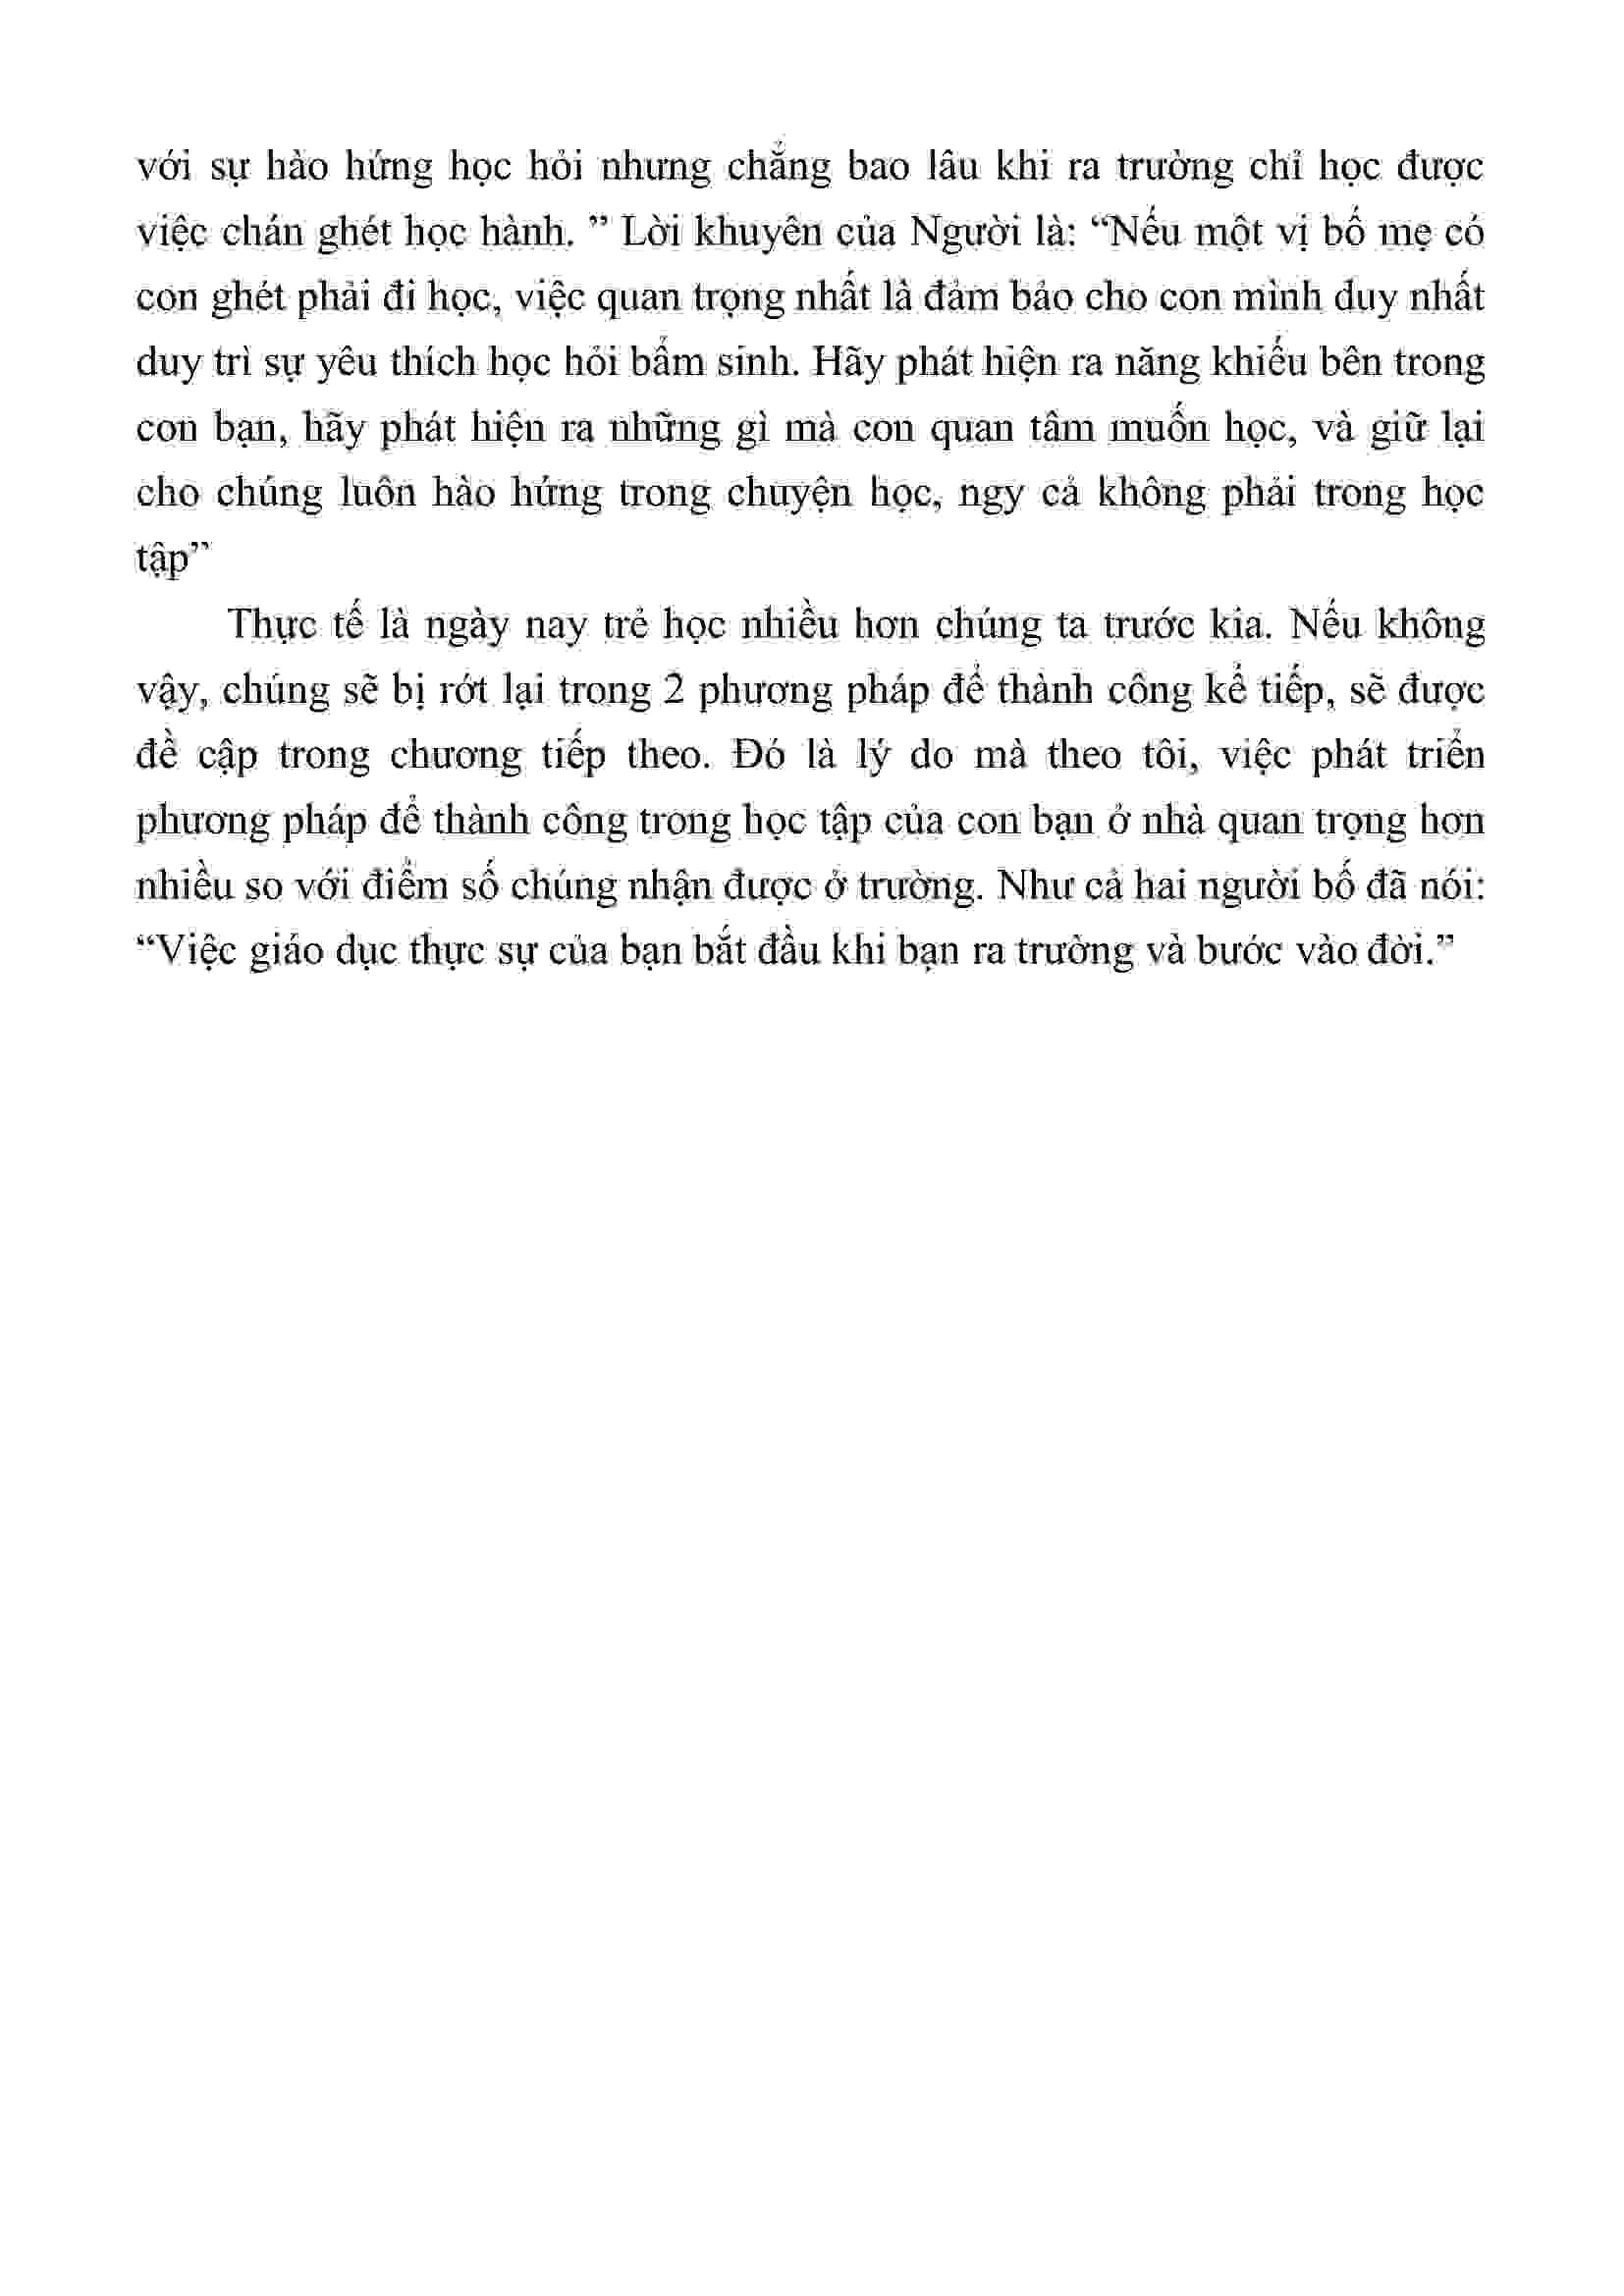 với sự hào hứng học hỏi nhưng chẳng bao lâu khi ra trường chỉ học được
việc chán ghét học hành. ” Lời khuyên của Người là: “Nếu một vị bố mẹ có
con ghét phải đi học, việc quan trọng nhất là đảm bảo cho con mình duy nhất
duy trì sự yêu thích học hỏi bẩm sinh. Hãy phát hiện ra năng khiếu bên trong
con bạn, hãy phát hiện ra những gì mà con quan tâm muốn học, và giữ lại
cho chúng luôn hào hứng trong chuyện học, ngy cả không phải trong học
tập”
Thực tế là ngày nay trẻ học nhiều hơn chúng ta trước kia. Nếu không
vậy, chúng sẽ bị rớt lại trong 2 phương pháp để thành công kế tiếp, sẽ được
đề cập trong chương tiếp theo. Đó là lý do mà theo tôi, việc phát triển
phương pháp để thành công trong học tập của con bạn ở nhà quan trọng hơn
nhiều so với điểm số chúng nhận được ở trường. Như cả hai người bố đã nói:
“Việc giáo dục thực sự của bạn bắt đầu khi bạn ra trường và bước vào đời.”